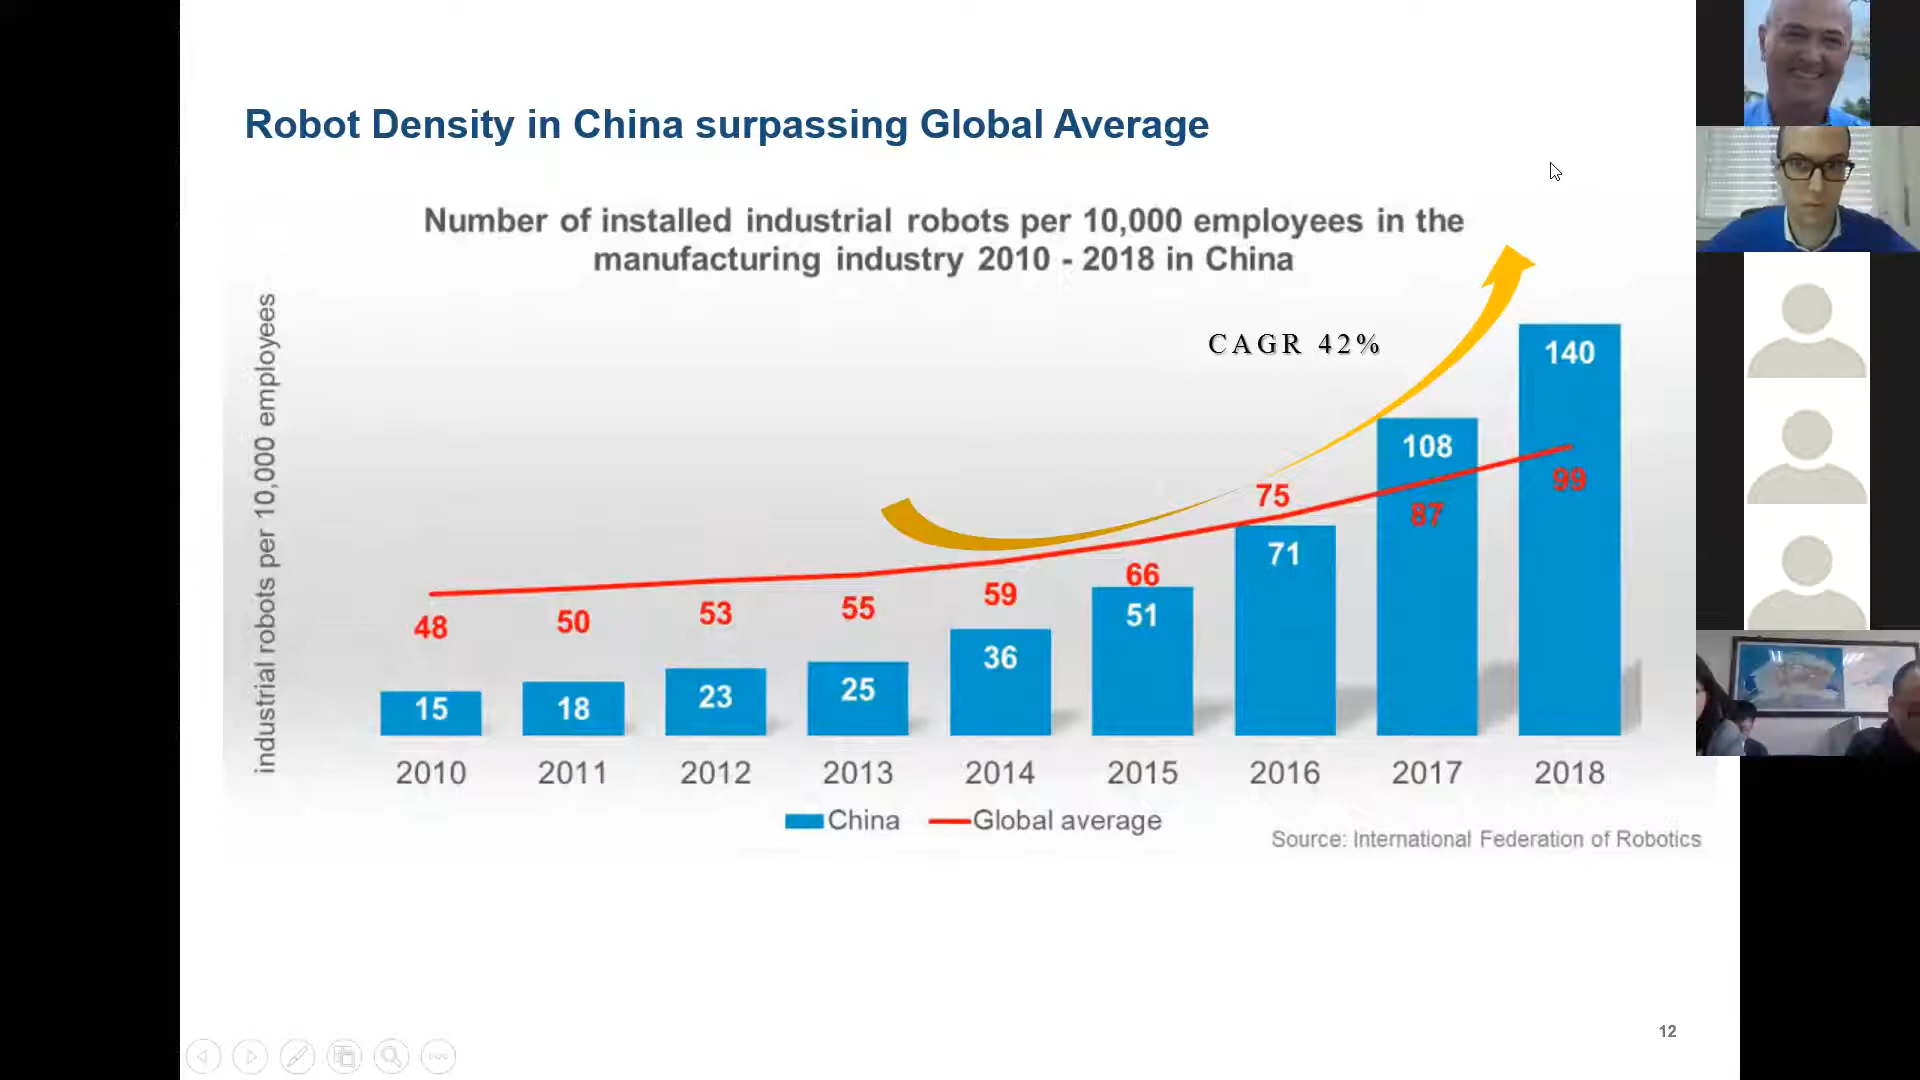 Robot Density in China surpassing Global Average
Number of installed industrial robots per 10,000 employees in the
manufacturing industry 2010 - 2018 in China
industrial robots per 10,000 employees
CAGR 42%
140
108
99
75
87
71
66
59
55
53
50
48
51
36
25
23
18
15
2010 2011 2012 2013 2014 2015 2016 2017 2018
China Global average
Source: International Federation of Robotics
12